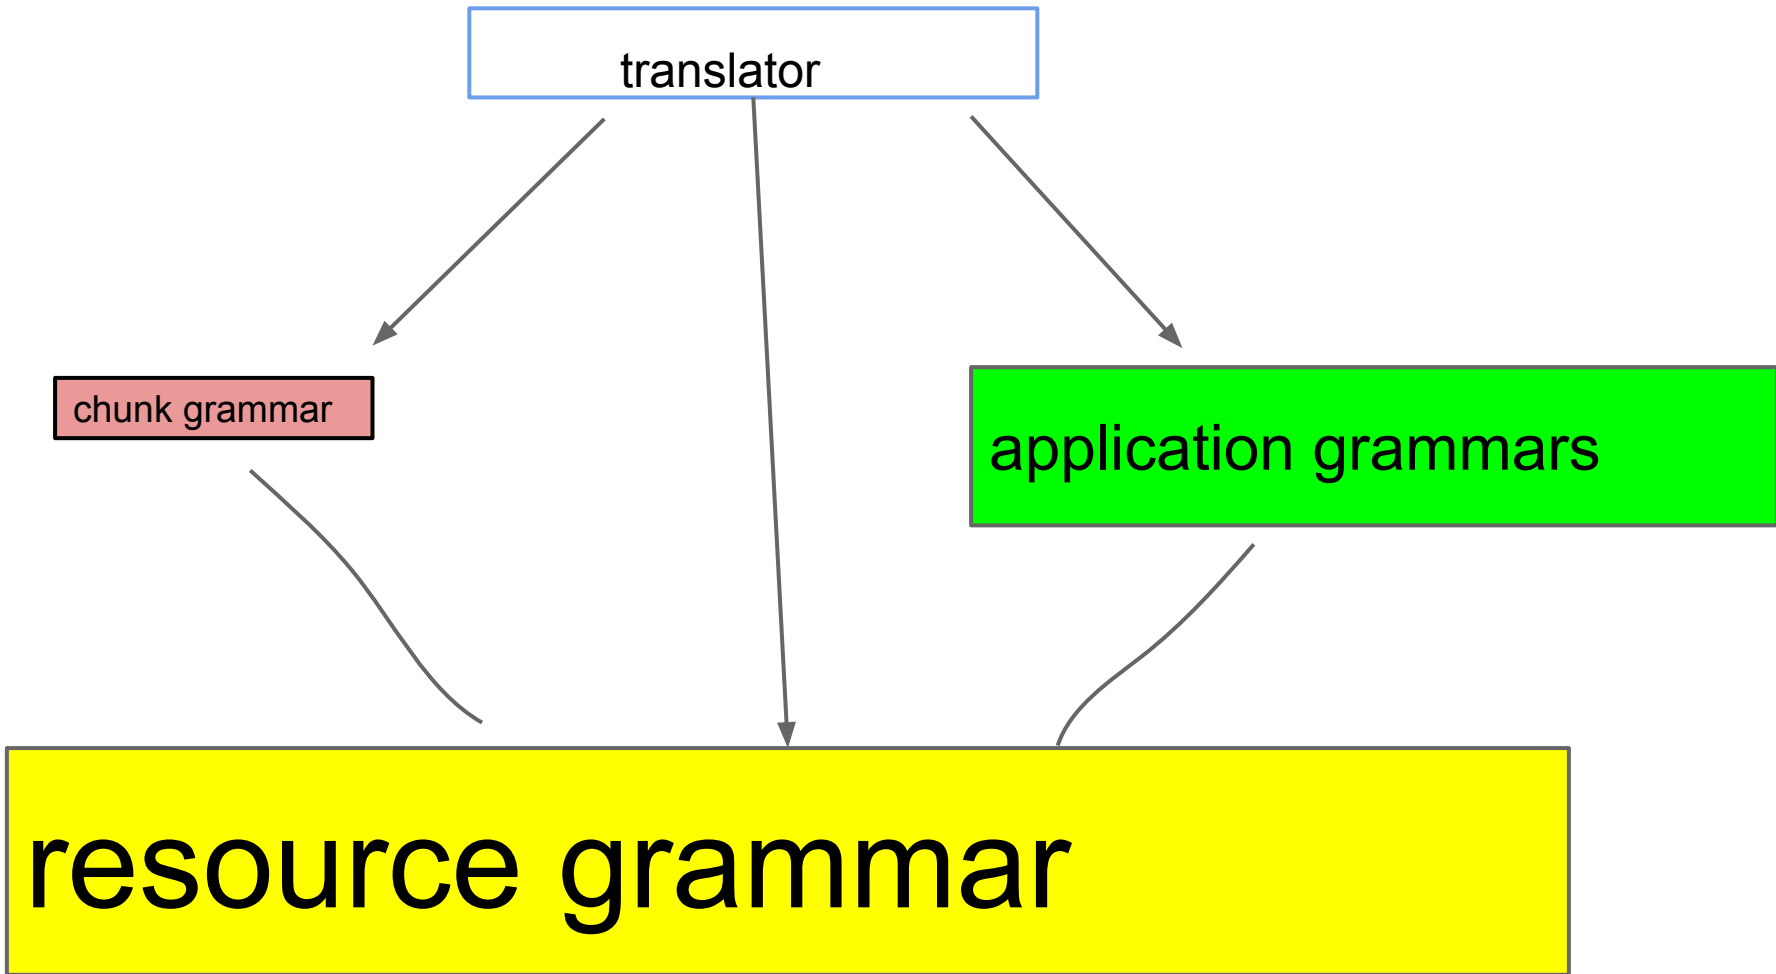 translator
chunk grammar
application grammars
resource grammar